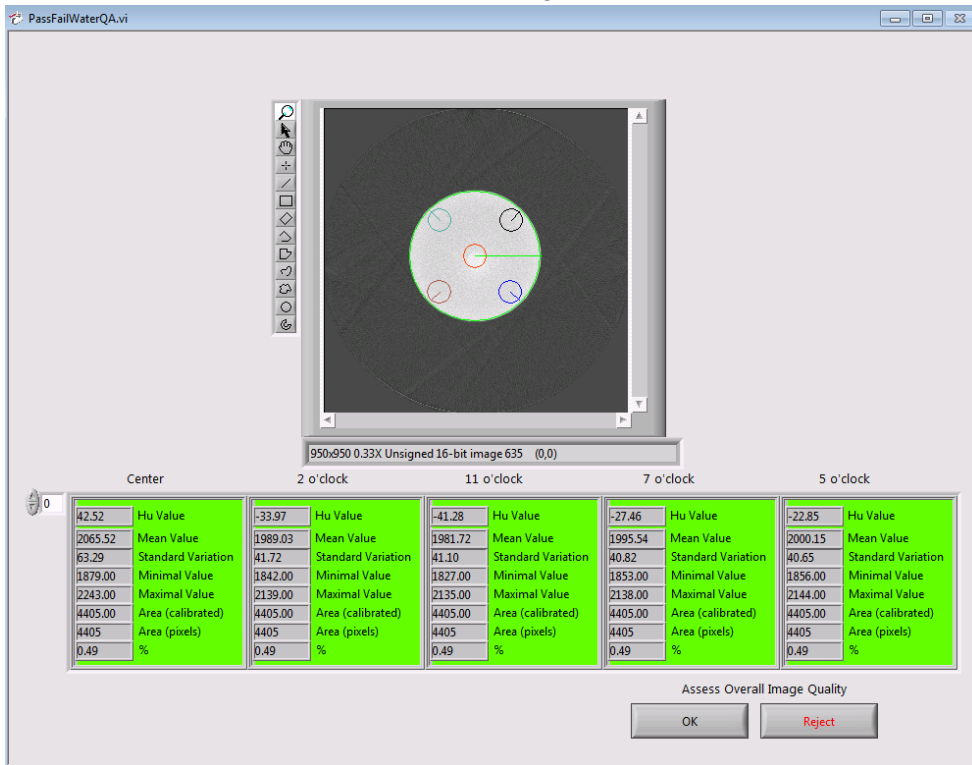 PassFailWaterQA.vi
950x950 0.33X Unsigned 16-bit image 635 (0,0)
Center 2 o'clock 11 o'clock 7 o'clock 5 o'clock
0
42.52 Hu Value -33.97 Hu Value -41.28 Hu Value -27.46 Hu Value -22.85 Hu Value
2065.52 Mean Value 1989.03 Mean Value 1981.72 Mean Value 1995.54 Mean Value 2000.15 Mean Value
63.29 Standard Variation 41.72 Standard Variation 41.10 Standard Variation 40.82 Standard Variation 40.65 Standard Variation
1879.00 Minimal Value 1842.00 Minimal Value 1827.00 Minimal Value 1853.00 Minimal Value 1856.00 Minimal Value
2243.00 Maximal Value 2139.00 Maximal Value 2135.00 Maximal Value 2138.00 Maximal Value 2144.00 Maximal Value
4405.00 Area (calibrated) 4405.00 Area (calibrated) 4405.00 Area (calibrated) 4405.00 Area (calibrated) 4405.00 Area (calibrated)
4405 Area (pixels) 4405 Area (pixels) 4405 Area (pixels) 4405 Area (pixels) 4405 Area (pixels)
0.49 % 0.49 % 0.49 % 0.49 % 0.49 %
Assess Overall Image Quality
OK Reject